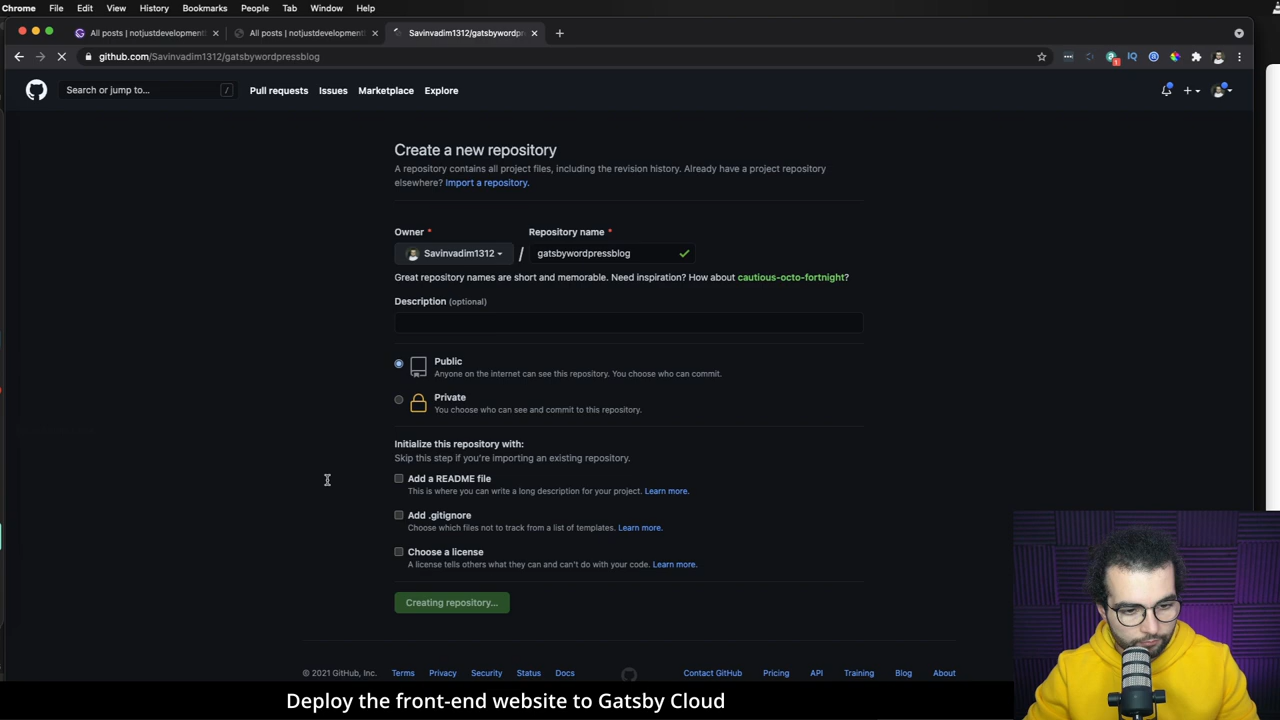 Chrome File Edit View History Bookmarks People Tab Window Help
All posts | notjustdevelopment All posts | notjustdevelopment Savinvadim1312/gatsbywordpr
github.com/Savinvadim1312/gatsbywordpressblog
Search or jump to... / Pull requests Issues Marketplace Explore
Create a new repository
A repository contains all project files, including the revision history. Already have a project repository
elsewhere? Import a repository.
Owner * Repository name *
Savinvadim1312 / gatsbywordpressblog
Great repository names are short and memorable. Need inspiration? How about cautious-octo-fortnight?
Description (optional)
Public
Anyone on the internet can see this repository. You choose who can commit.
Private
You choose who can see and commit to this repository.
Initialize this repository with:
Skip this step if you're importing an existing repository.
Add a README file
This is where you can write a long description for your project. Learn more.
Add .gitignore
Choose which files not to track from a list of templates. Learn more.
Choose a license
A license tells others what they can and can't do with your code. Learn more.
Creating repository...
© 2021 GitHub, Inc. Terms Privacy Security Status Docs Contact GitHub Pricing API Training Blog About
Deploy the front-end website to Gatsby Cloud